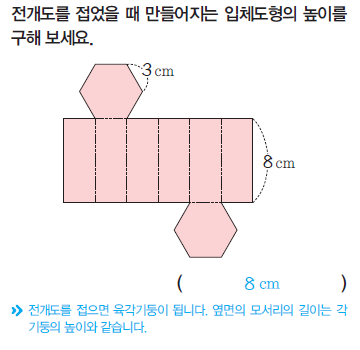 전개도를 접었을 때 만들어지는 입체도형의 높이를
구해 보세요.
3 cm
8 cm
( 8 cm )
» 전개도를 접으면 육각기둥이 됩니다. 옆면의 모서리의 길이는 각
기둥의 높이와 같습니다.